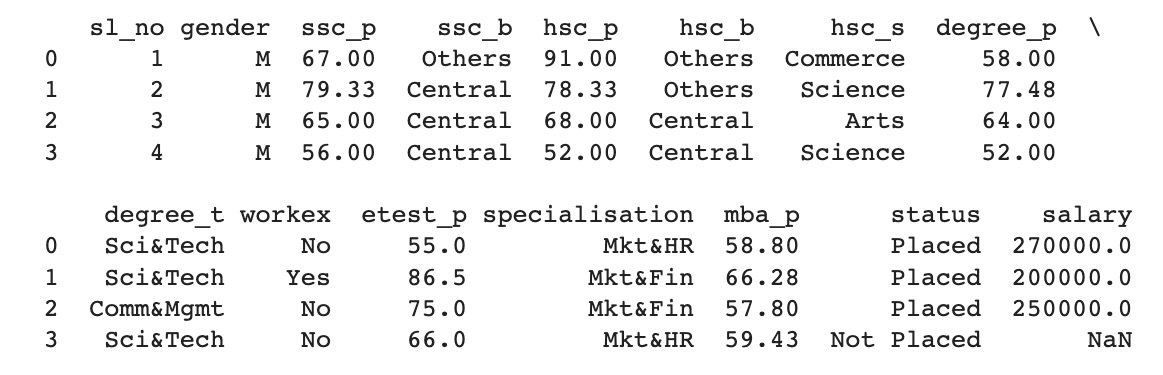 sl_no gender ssc_p ssc_b hsc_p hsc_b hsc_s degree_p \
0 1 M 67.00 Others 91.00 Others Commerce 58.00
1 2 M 79.33 Central 78.33 Others Science 77.48
2 3 M 65.00 Central 68.00 Central Arts 64.00
3 4 M 56.00 Central 52.00 Central Science 52.00
degree_t workex etest_p specialisation mba_p status salary
0 Sci&Tech No 55.0 Mkt&HR 58.80 Placed 270000.0
1 Sci&Tech Yes 86.5 Mkt&Fin 66.28 Placed 200000.0
2 Comm&Mgmt No 75.0 Mkt&Fin 57.80 Placed 250000.0
3 Sci&Tech No 66.0 Mkt&HR 59.43 Not Placed NaN